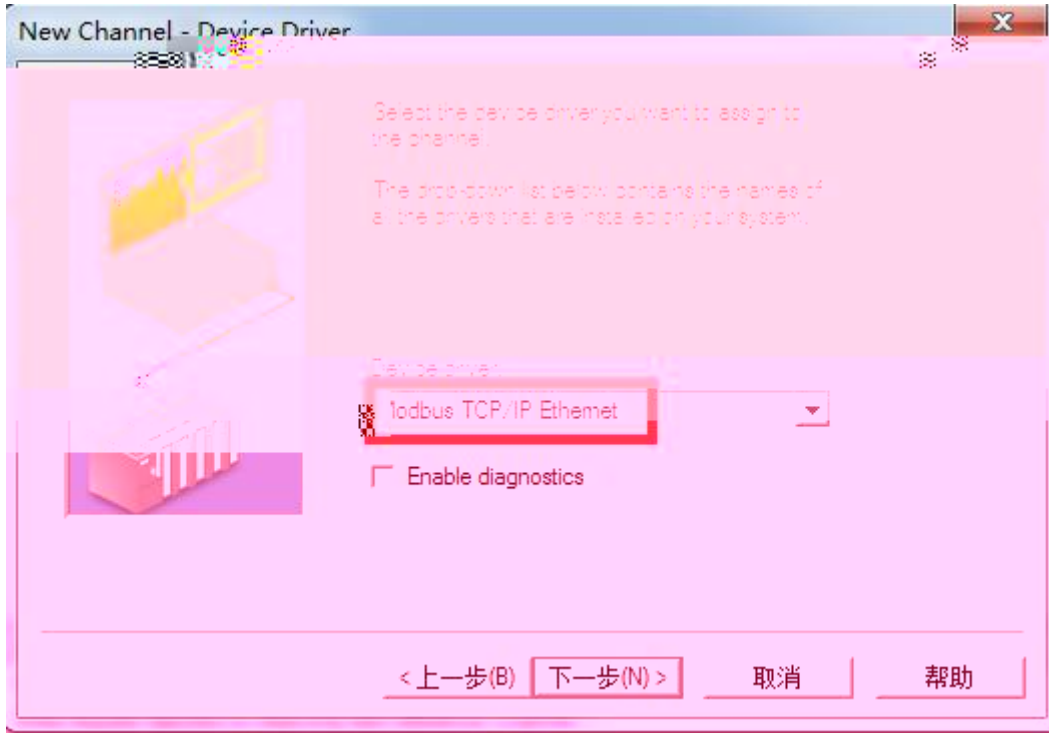 New Channel - Device Driver
Select the device driver you want to assign to
the channel.
The drop-down list below contains the names of
all the drivers that are installed on your system.
Device driver:
Modbus TCP/IP Ethernet
Enable diagnostics
<上一步(B)
下一步(N)>
取消
帮助